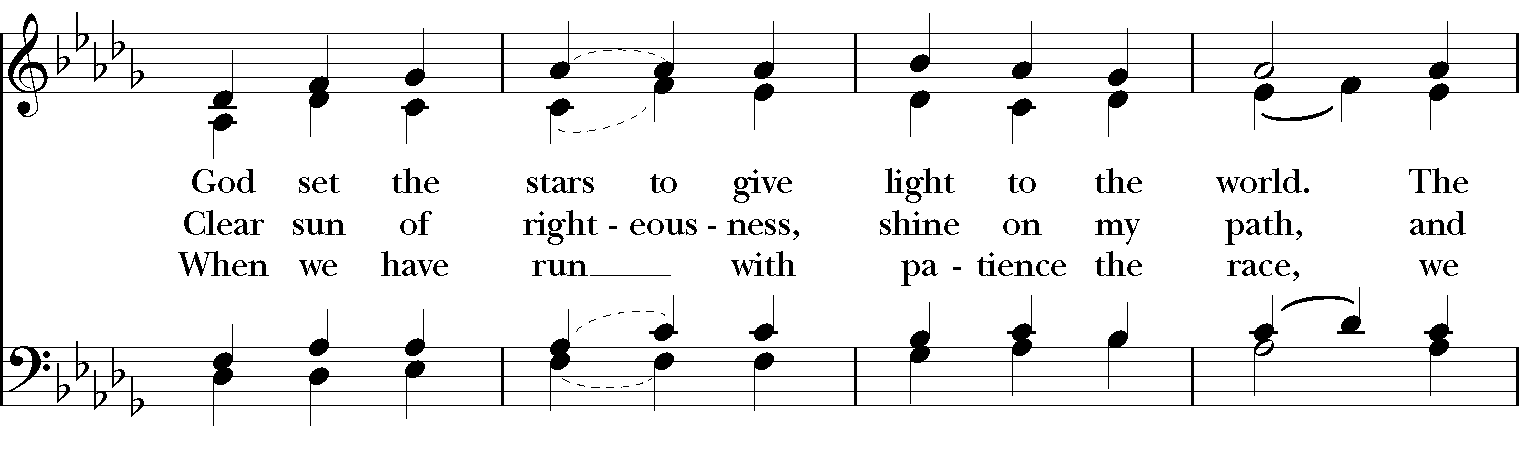 God set the stars to give light to the world. The
Clear sun of right - eous - ness, shine on my path, and
When we have run____ with pa - tience the race, we